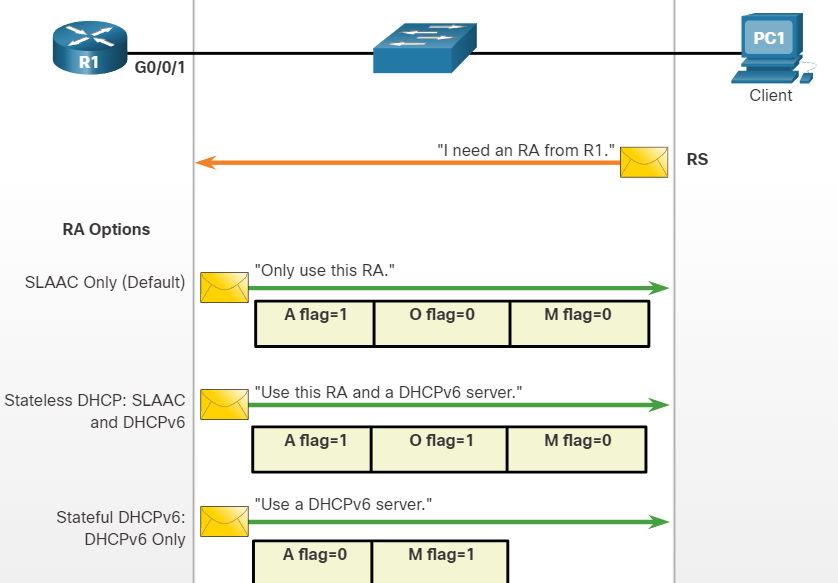 R1
G0/0/1
PC1
Client
"I need an RA from R1."
RS
RA Options
SLAAC Only (Default)
"Only use this RA."
A flag=1
O flag=0
M flag=0
Stateless DHCP: SLAAC
and DHCPv6
"Use this RA and a DHCPv6 server."
A flag=1
O flag=1
M flag=0
Stateful DHCPv6:
DHCPv6 Only
"Use a DHCPv6 server."
A flag=0
M flag=1